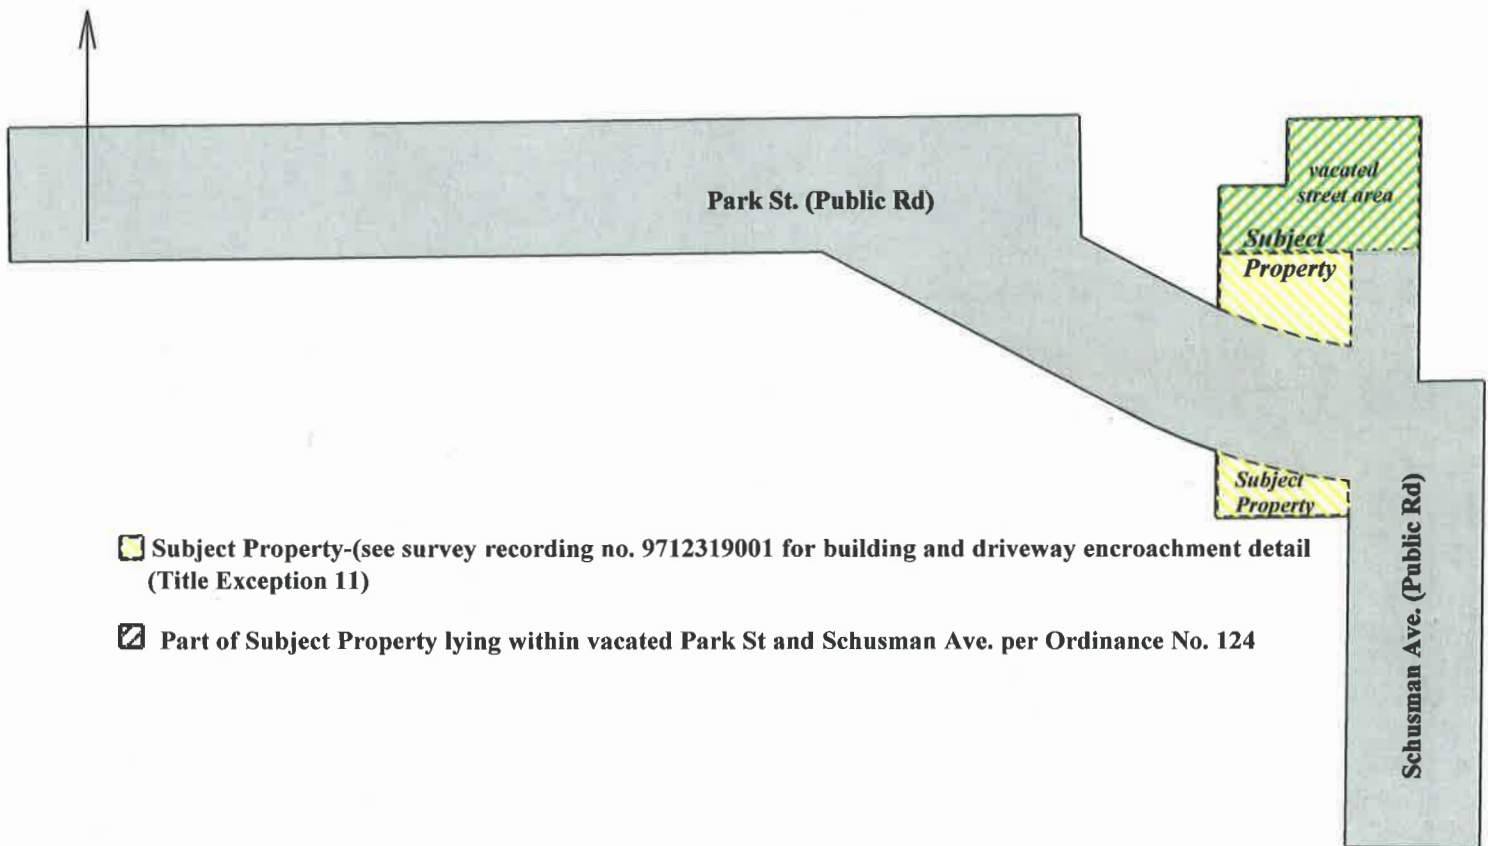 Park St. (Public Rd)
vacated
street area
Subject
Property
Subject
Property
Schusman Ave. (Public Rd)
Subject Property-(see survey recording no. 9712319001 for building and driveway encroachment detail
(Title Exception 11)
Part of Subject Property lying within vacated Park St and Schusman Ave. per Ordinance No. 124